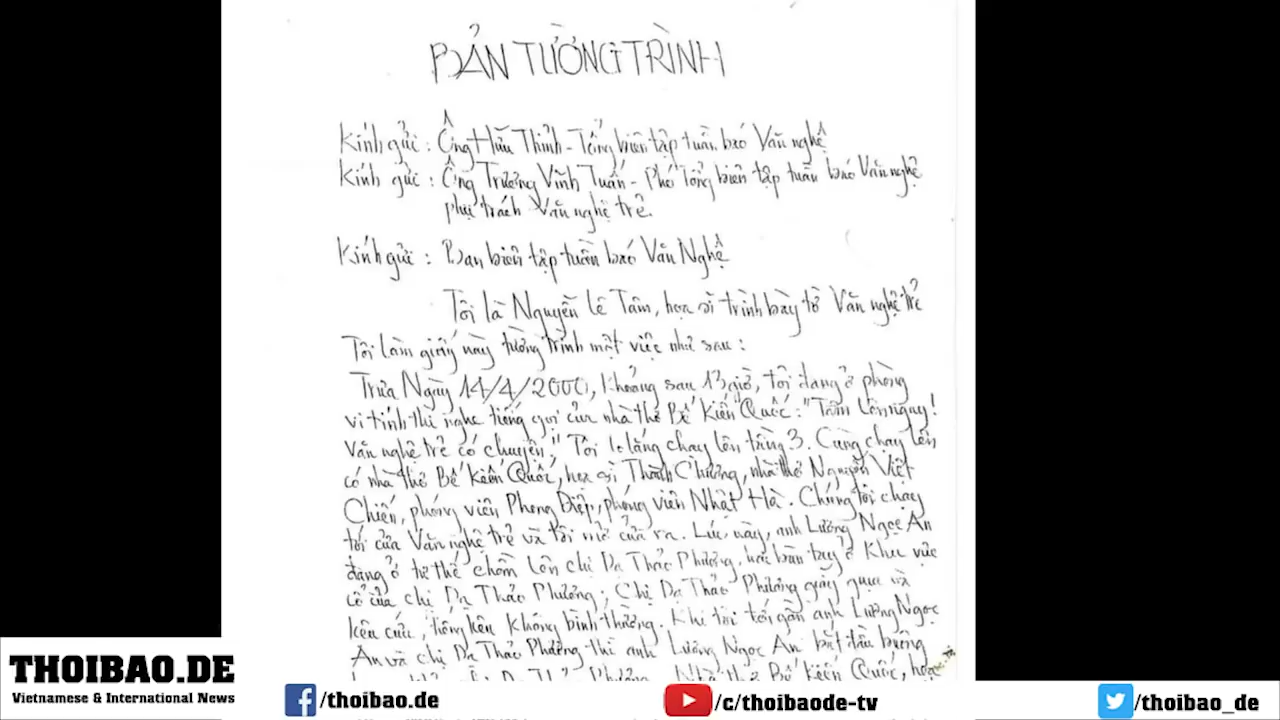 BẢN TƯỜNG TRÌNH
Kính gửi : Ông Hữu Thỉnh - Tổng biên tập tuần báo Văn nghệ
Kính gửi : Ông Trương Vĩnh Tuấn - Phó Tổng biên tập tuần báo Văn nghệ
phụ trách Văn nghệ trẻ.
Kính gửi : Ban biên tập tuần báo Văn Nghệ
Tôi là Nguyễn Lê Tâm, họa sĩ trình bày tờ Văn nghệ trẻ
Tôi làm giấy này tường trình một việc như sau :
Trưa Ngày 14/4/2000, khoảng sau 13 giờ, tôi đang ở phòng
vi tính thì nghe tiếng gọi của nhà thơ Bế Kiến Quốc : "Tâm lên ngay!
Văn nghệ trẻ có chuyện;" Tôi lo lắng chạy lên tầng 3. Cùng chạy lên
có nhà thơ Bế Kiến Quốc, họa sĩ Thành Chương, nhà thơ Nguyễn Việt
Chiến, phóng viên Phong Điệp, phóng viên Nhật Hà. Chúng tôi chạy
tới cửa Văn nghệ trẻ và tôi mở cửa ra. Lúc này, anh Lương Ngọc An
đang ở tư thế chồm lên chị Dạ Thảo Phương, hai bàn tay ở khu vực
cổ của chị Dạ Thảo Phương; Chị Dạ Thảo Phương giãy giụa và
kêu cứu, tiếng kêu không bình thường. Khi tôi tới gần anh Lương Ngọc
An và chị Dạ Thảo Phương thì anh Lương Ngọc An bắt đầu buông
Nhà thơ Bế Kiến Quốc, họa
THOIBAO.DE
Vietnamese & International News
/thoibao.de
/c/thoibaode-tv
/thoibao_de